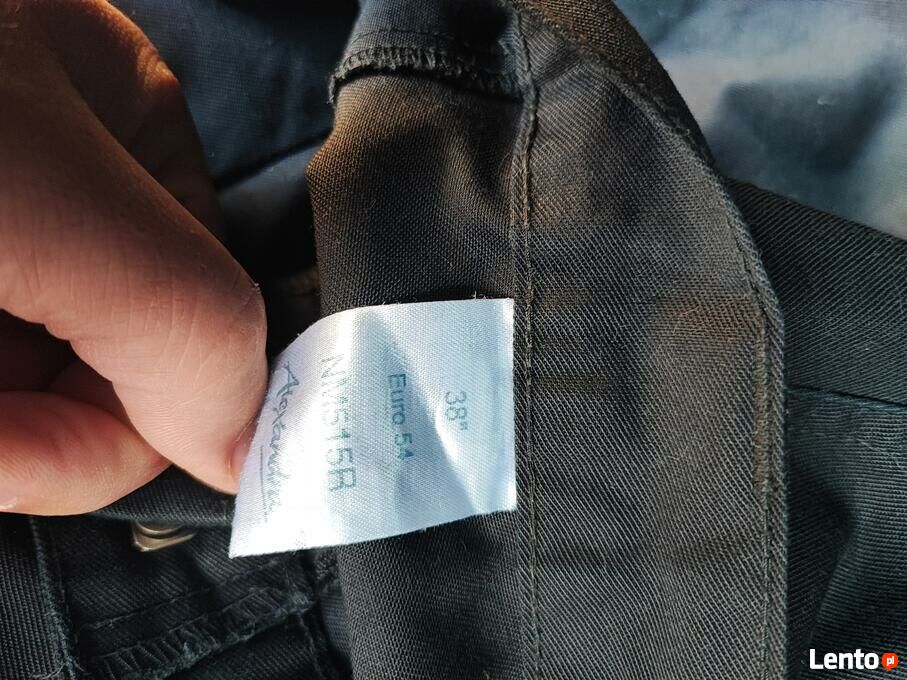 38"
Euro 54
NM515B
Alexandra
Lento pl